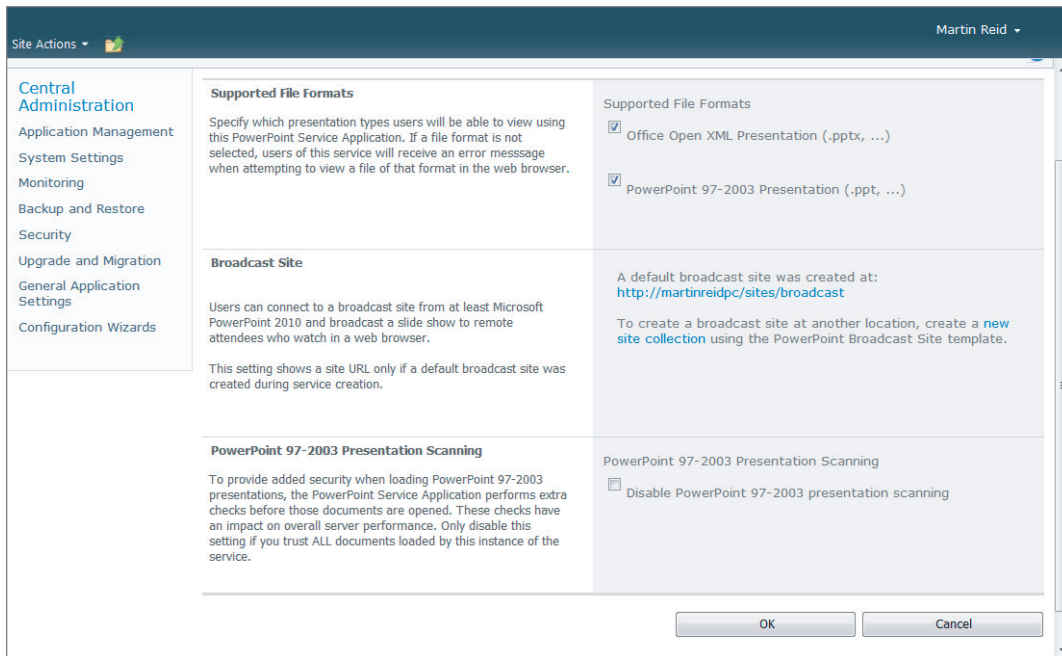 Martin Reid
Site Actions
Central
Administration
Application Management
System Settings
Monitoring
Backup and Restore
Security
Upgrade and Migration
General Application
Settings
Configuration Wizards
Supported File Formats
Specify which presentation types users will be able to view using
this PowerPoint Service Application. If a file format is not
selected, users of this service will receive an error messsage
when attempting to view a file of that format in the web browser.
Supported File Formats
Office Open XML Presentation (.pptx, ...)
PowerPoint 97-2003 Presentation (.ppt, ...)
Broadcast Site
Users can connect to a broadcast site from at least Microsoft
PowerPoint 2010 and broadcast a slide show to remote
attendees who watch in a web browser.
This setting shows a site URL only if a default broadcast site was
created during service creation.
A default broadcast site was created at:
http://martinreidpc/sites/broadcast
To create a broadcast site at another location, create a new
site collection using the PowerPoint Broadcast Site template.
PowerPoint 97-2003 Presentation Scanning
To provide added security when loading PowerPoint 97-2003
presentations, the PowerPoint Service Application performs extra
checks before those documents are opened. These checks have
an impact on overall server performance. Only disable this
setting if you trust ALL documents loaded by this instance of the
service.
PowerPoint 97-2003 Presentation Scanning
Disable PowerPoint 97-2003 presentation scanning
OK
Cancel